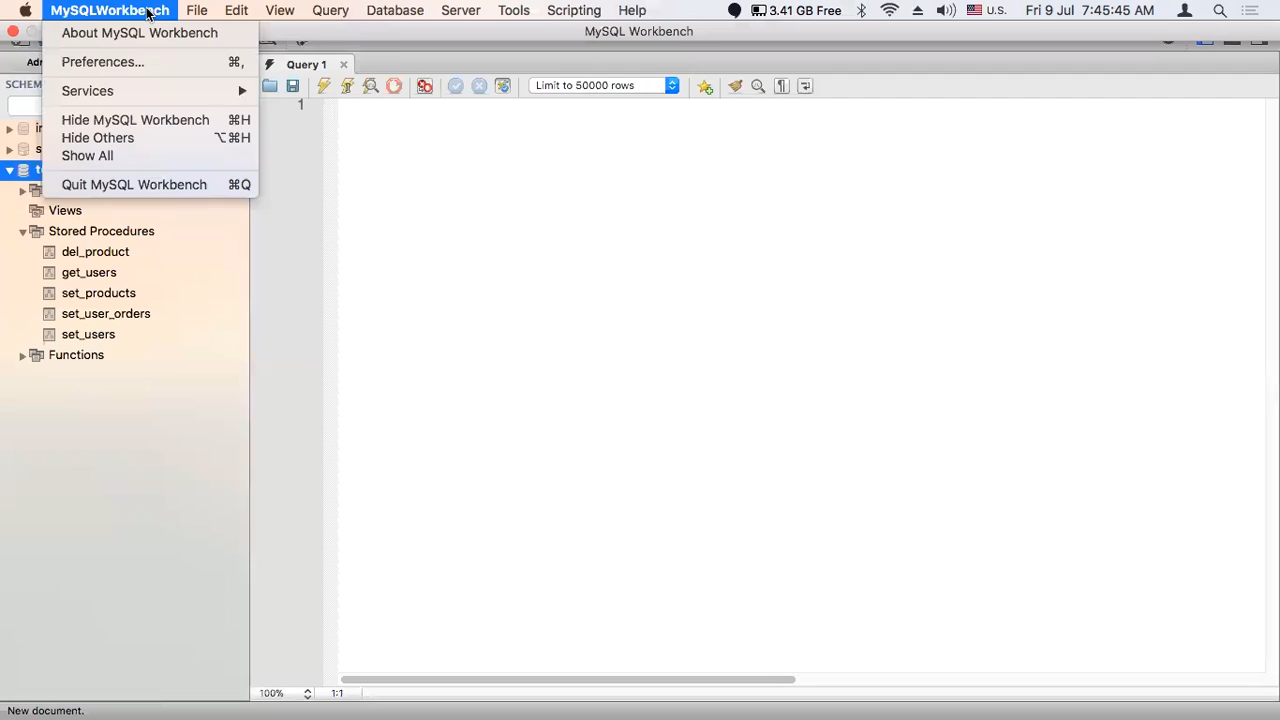 MySQLWorkbench File Edit View Query Database Server Tools Scripting Help 3.41 GB Free U.S. Fri 9 Jul 7:45:45 AM
MySQL Workbench
About MySQL Workbench
Preferences... ⌘,
Services
Hide MySQL Workbench ⌘H
Hide Others ⌥⌘H
Show All
Quit MySQL Workbench ⌘Q
Query 1
SCHEM
Limit to 50000 rows
1
Views
Stored Procedures
del_product
get_users
set_products
set_user_orders
set_users
Functions
100% 1:1
New document.